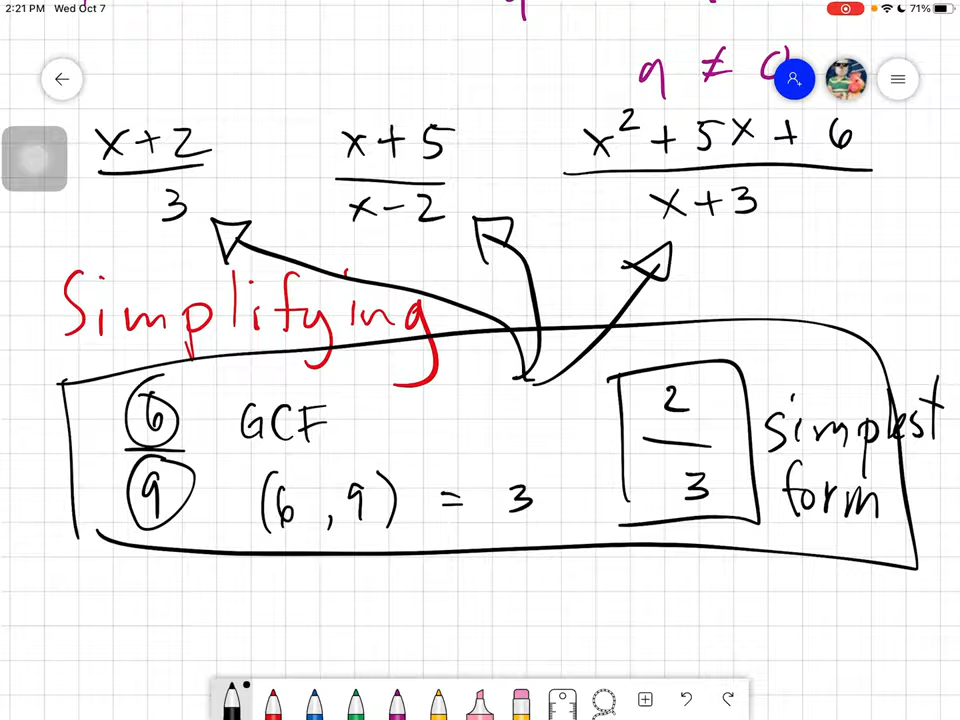 2:21 PM Wed Oct 7 71%
q ≠ 0
x+2 x+5 x² + 5x + 6
3 x-2 x+3
Simplifying
6 GCF 2 simplest
9 (6, 9) = 3 3 form